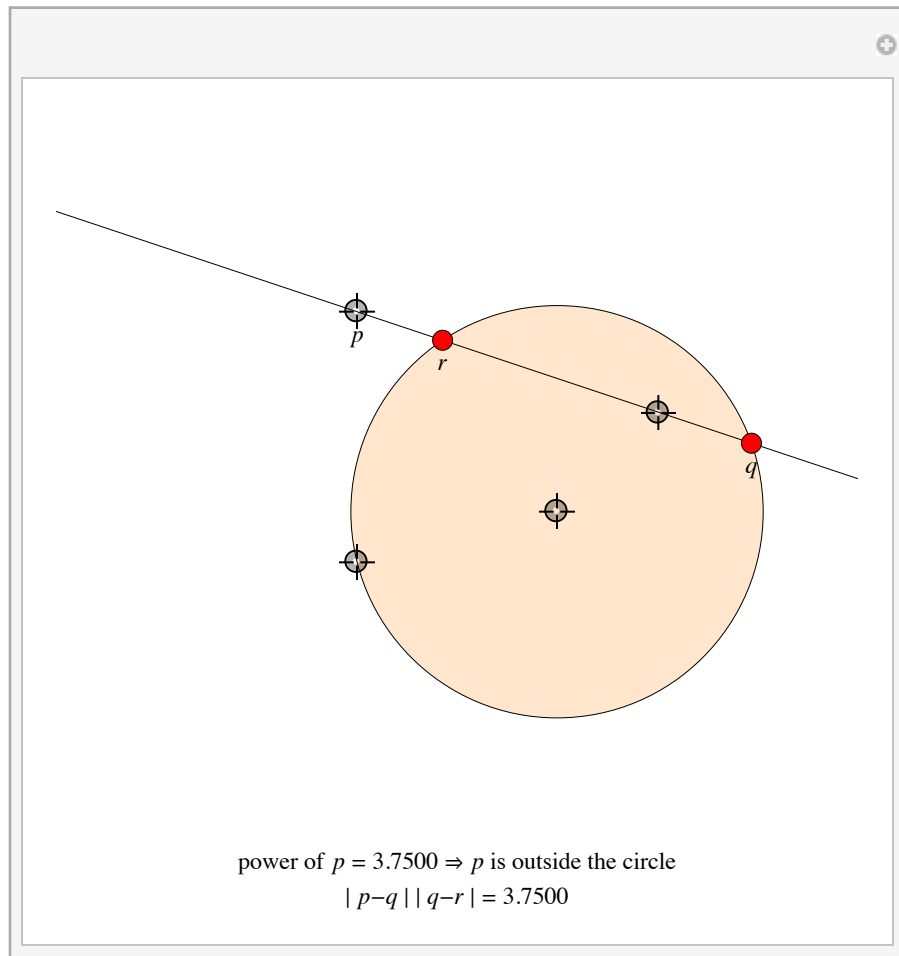 p
r
q
power of p = 3.7500 ⇒ p is outside the circle
| p−q | | q−r | = 3.7500